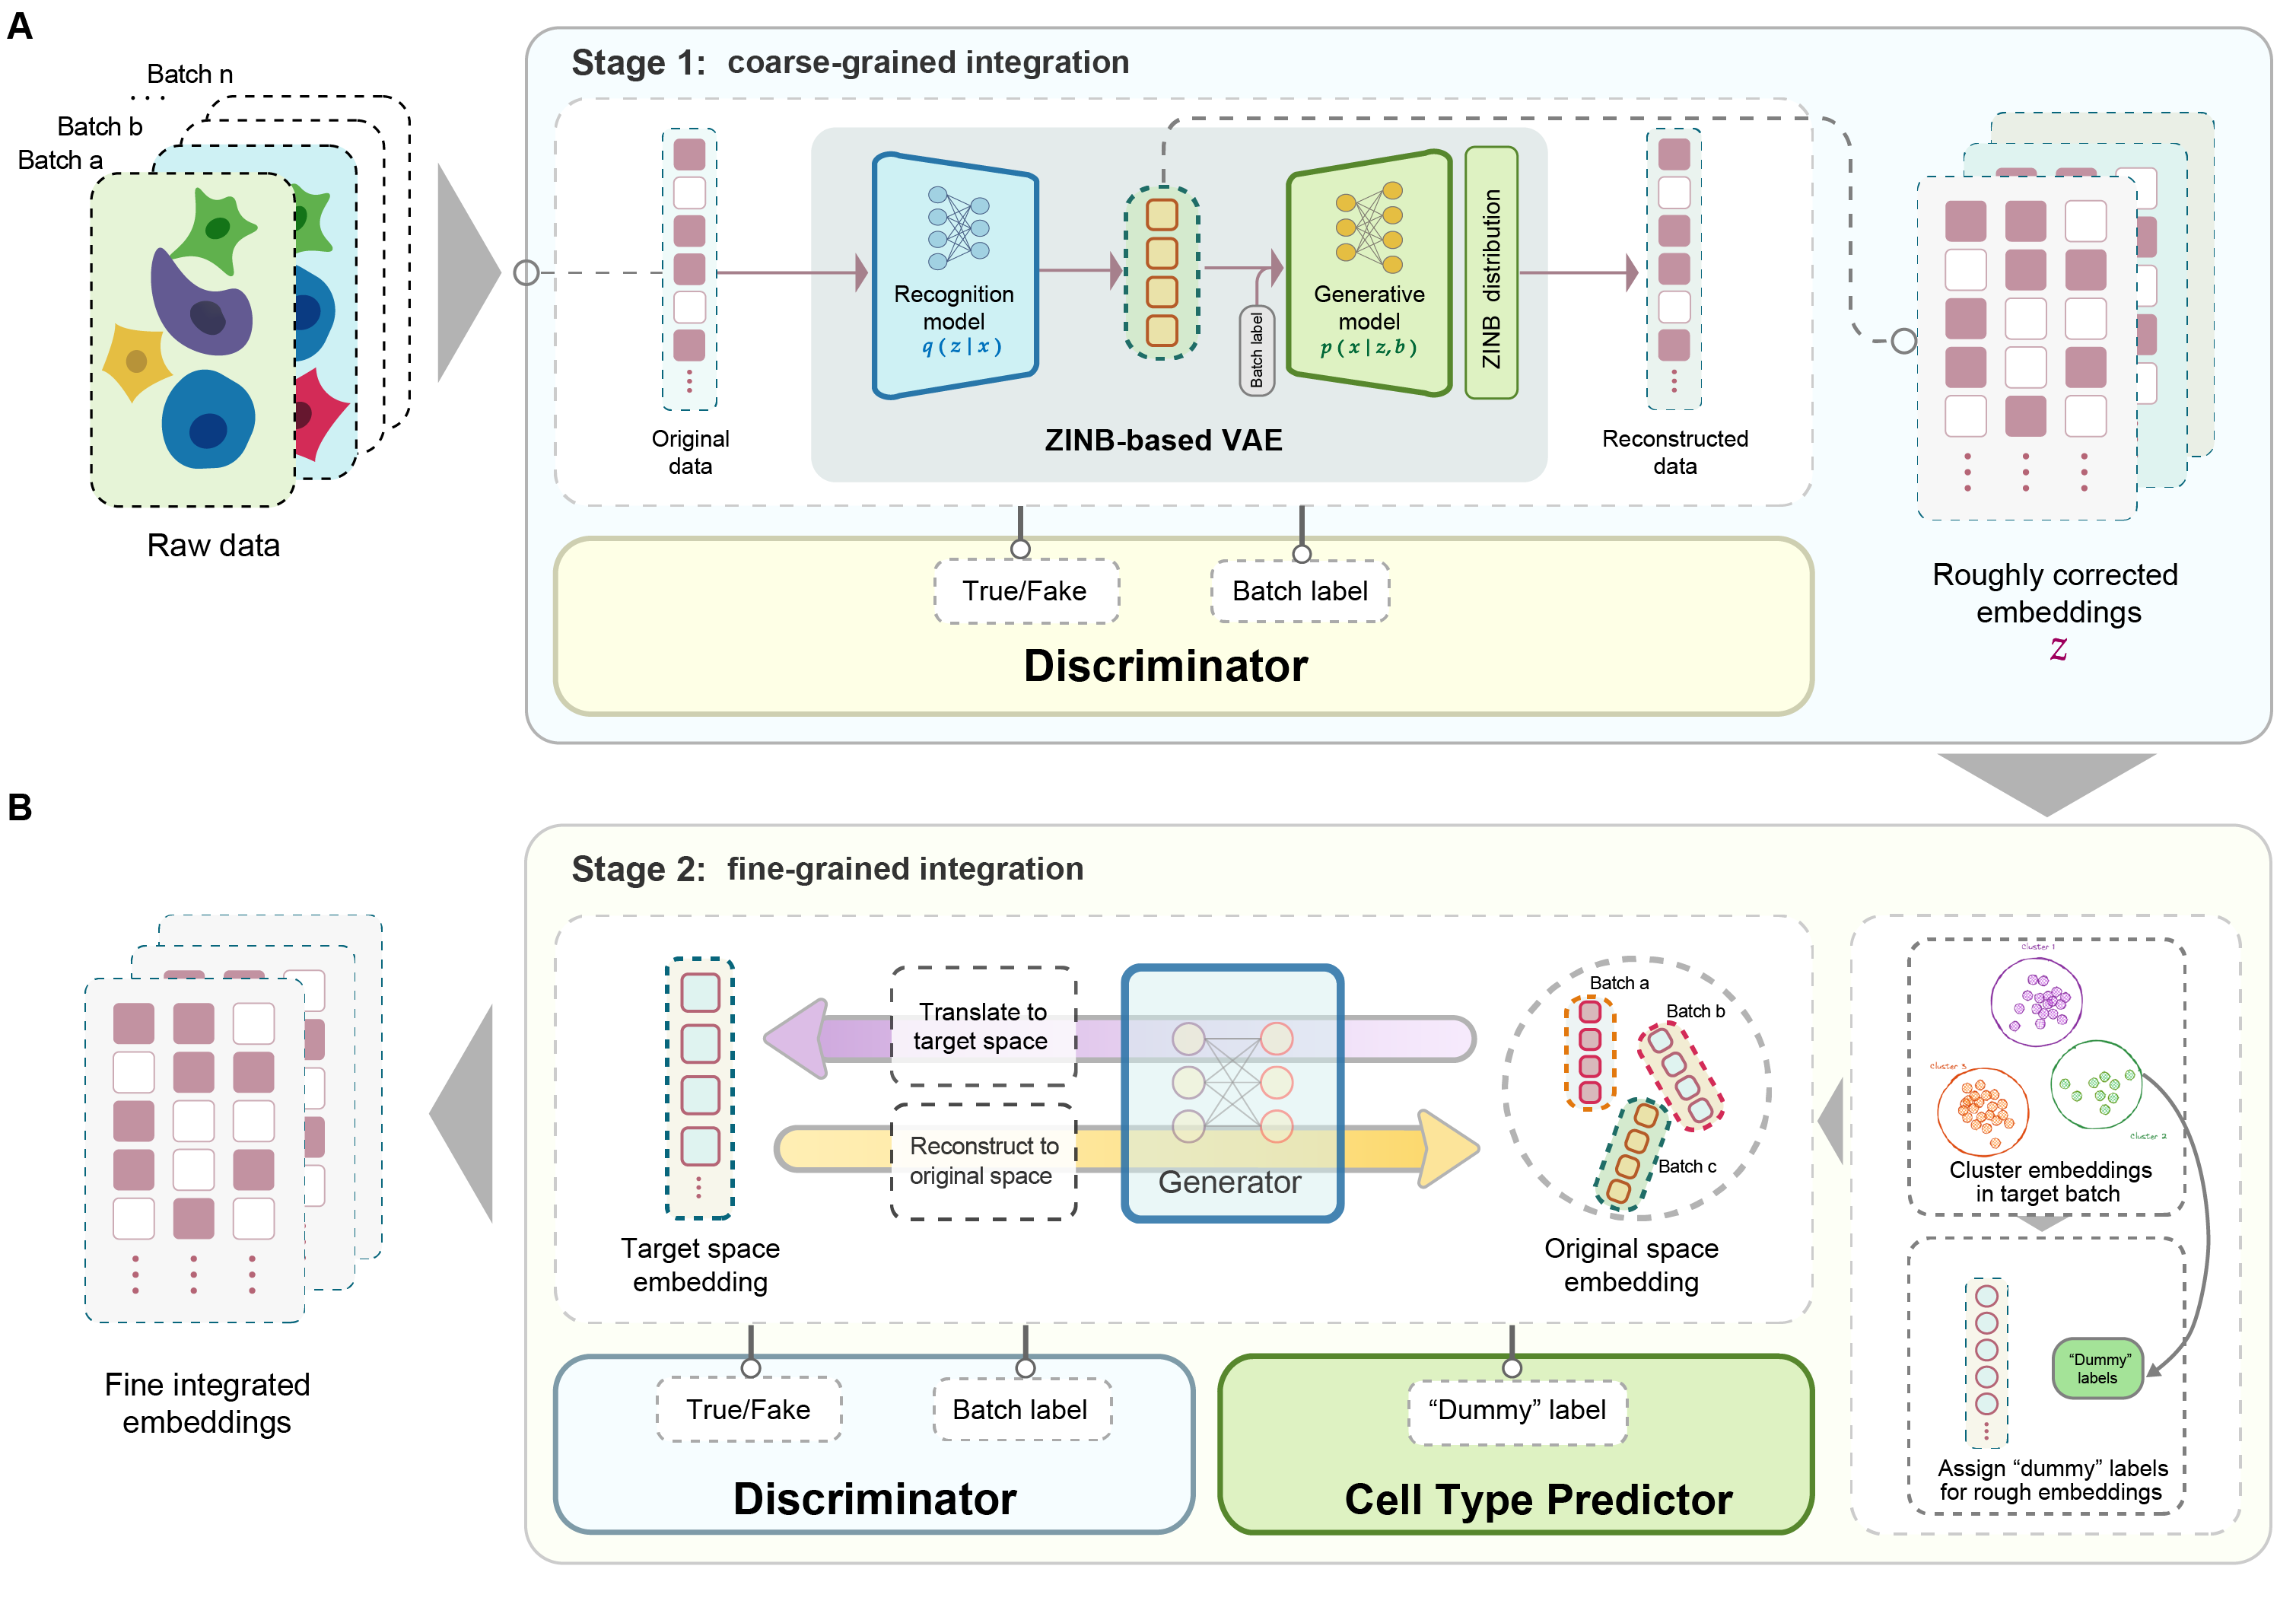 A
Batch n
...
Batch b
Batch a
Raw data
Stage 1: coarse-grained integration
Original
data
Recognition
model
q ( z | x )
Batch label
Generative
model
p ( x | z, b )
ZINB distribution
ZINB-based VAE
Reconstructed
data
True/Fake
Batch label
Discriminator
Roughly corrected
embeddings
z
B
Stage 2: fine-grained integration
Fine integrated
embeddings
Target space
embedding
Translate to
target space
Reconstruct to
original space
Generator
Batch a
Batch b
Batch c
Original space
embedding
True/Fake
Batch label
Discriminator
“Dummy” label
Cell Type Predictor
Cluster 1
Cluster 3
Cluster 2
Cluster embeddings
in target batch
“Dummy”
labels
Assign “dummy” labels
for rough embeddings